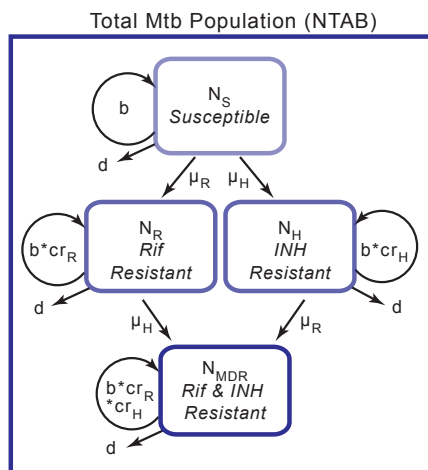 Total Mtb Population (NTAB)
N_S
Susceptible
b
d
μ_R μ_H
N_R
Rif
Resistant
N_H
INH
Resistant
b*cr_R
b*cr_H
d
d
μ_H
μ_R
N_MDR
Rif & INH
Resistant
b*cr_R
*cr_H
d